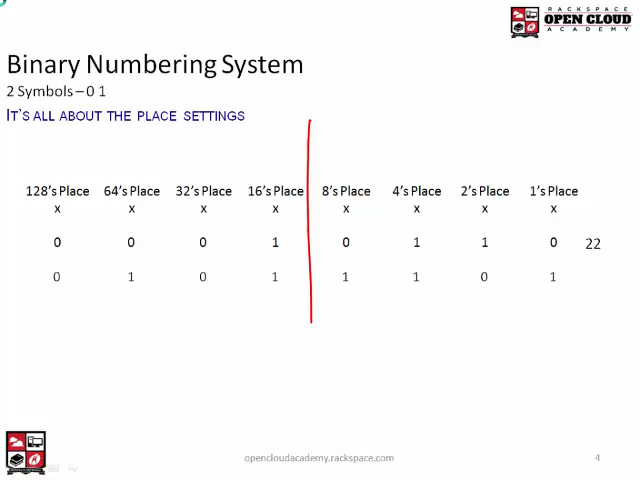 RACKSPACE
OPEN CLOUD
ACADEMY
Binary Numbering System
2 Symbols – 0 1
IT'S ALL ABOUT THE PLACE SETTINGS
128's Place 64's Place 32's Place 16's Place 8's Place 4's Place 2's Place 1's Place
x x x x x x x x
0 0 0 1 0 1 1 0 22
0 1 0 1 1 1 0 1
opencloudacademy.rackspace.com 4